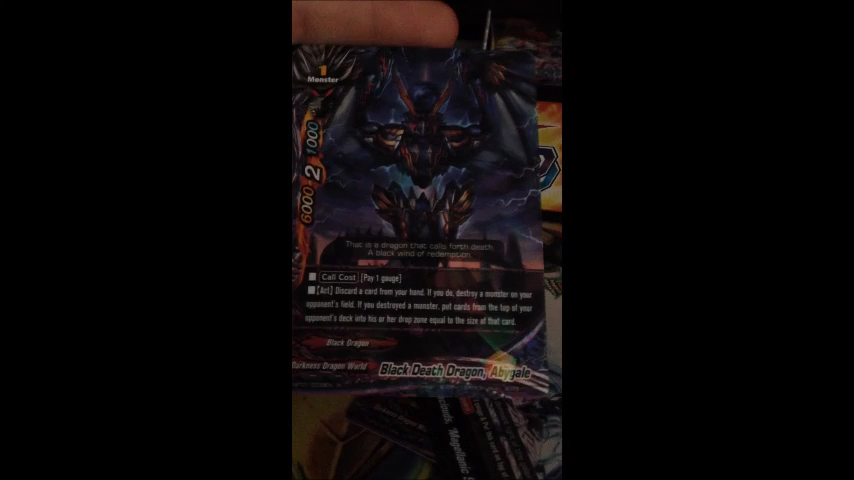 1
Monster
6000 2 1000
That is a dragon that calls forth death.
A black wind of redemption.
■ Call Cost [Pay 1 gauge]
■ [Act] Discard a card from your hand. If you do, destroy a monster on your
opponent's field. If you destroyed a monster, put cards from the top of your
opponent's deck into his or her drop zone equal to the size of that card.
Black Dragon
Darkness Dragon World
Black Death Dragon, Abygale
"Magellanic